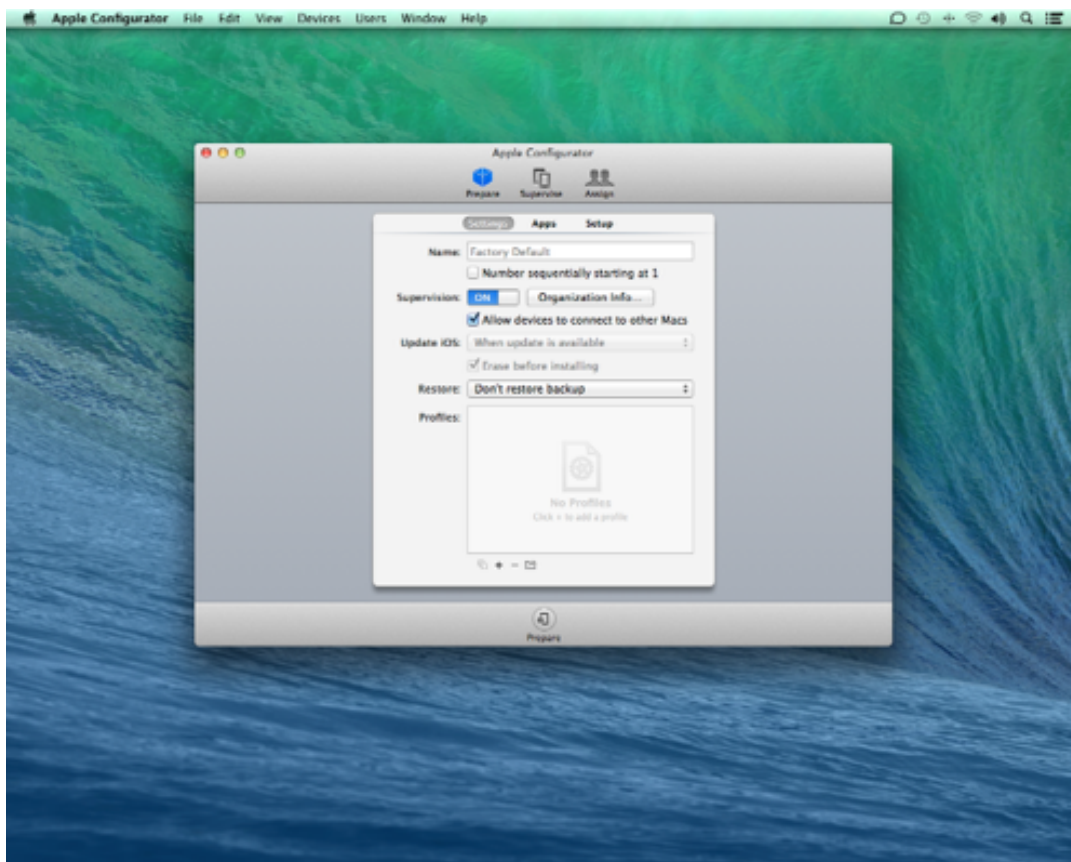 Apple Configurator File Edit View Devices Users Window Help
Apple Configurator
Prepare Supervise Assign
Settings Apps Setup
Name: Factory Default
Number sequentially starting at 1
Supervision: ON Organization Info...
Allow devices to connect to other Macs
Update iOS: When update is available
Erase before installing
Restore: Don't restore backup
Profiles:
No Profiles
Click + to add a profile
Prepare